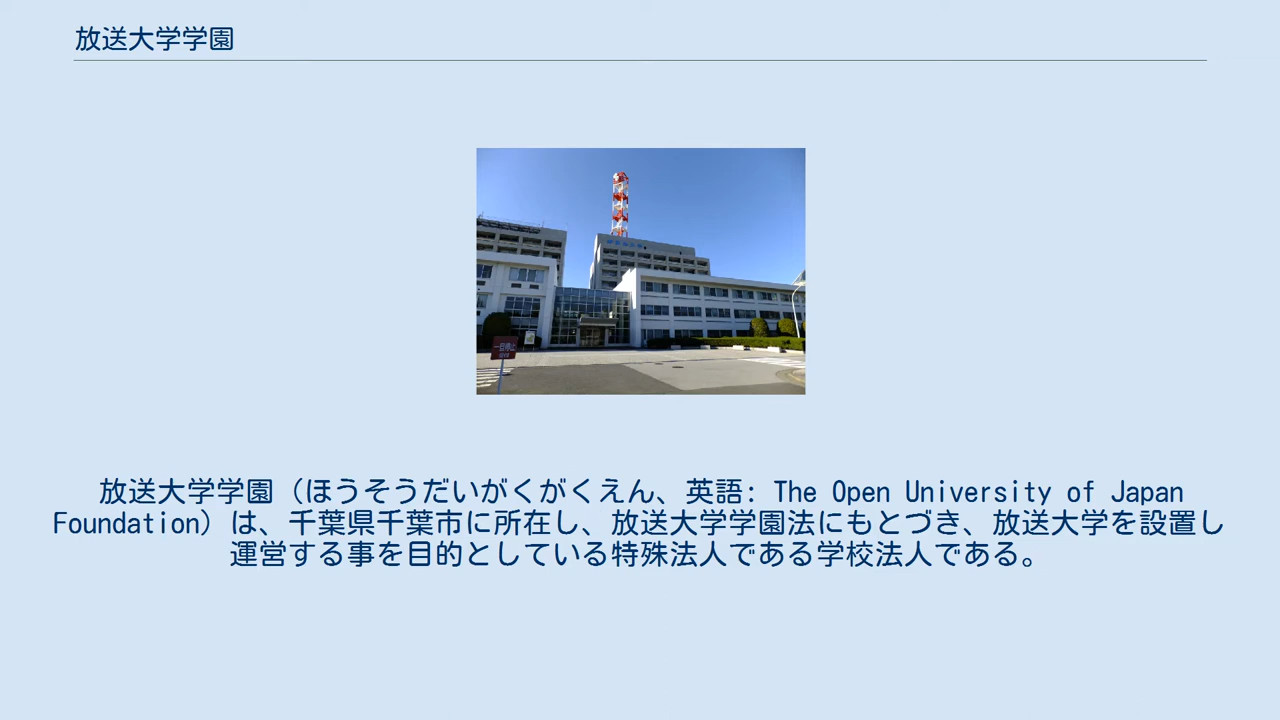 放送大学学園
一旦停止
放送大学学園（ほうそうだいがくがくえん、英語: The Open University of Japan
Foundation）は、千葉県千葉市に所在し、放送大学学園法にもとづき、放送大学を設置し
運営する事を目的としている特殊法人である学校法人である。